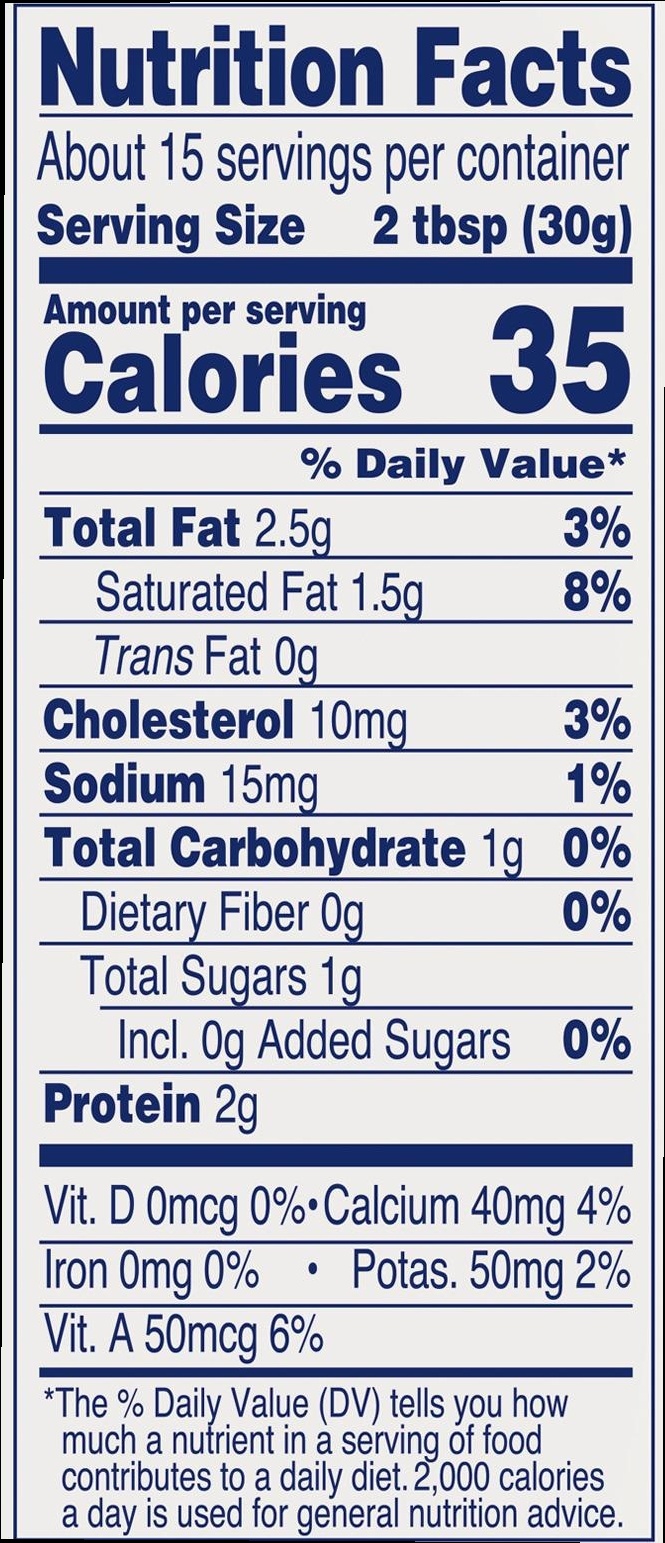 Nutrition Facts
About 15 servings per container
Serving Size 2 tbsp (30g)
Amount per serving
Calories 35
% Daily Value*
Total Fat 2.5g 3%
Saturated Fat 1.5g 8%
Trans Fat 0g
Cholesterol 10mg 3%
Sodium 15mg 1%
Total Carbohydrate 1g 0%
Dietary Fiber 0g 0%
Total Sugars 1g
Incl. 0g Added Sugars 0%
Protein 2g
Vit. D 0mcg 0%•Calcium 40mg 4%
Iron 0mg 0% • Potas. 50mg 2%
Vit. A 50mcg 6%
*The % Daily Value (DV) tells you how
much a nutrient in a serving of food
contributes to a daily diet. 2,000 calories
a day is used for general nutrition advice.